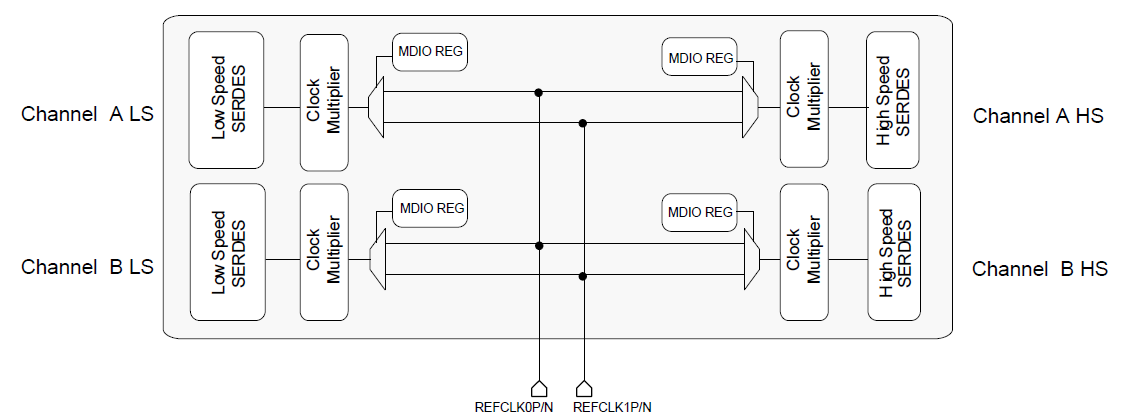 MDIO REG
MDIO REG
Low Speed
SERDES
Clock
Multiplier
Clock
Multiplier
High Speed
SERDES
Channel A LS
Channel A HS
MDIO REG
MDIO REG
Low Speed
SERDES
Clock
Multiplier
Clock
Multiplier
High Speed
SERDES
Channel B LS
Channel B HS
REFCLK0P/N
REFCLK1P/N